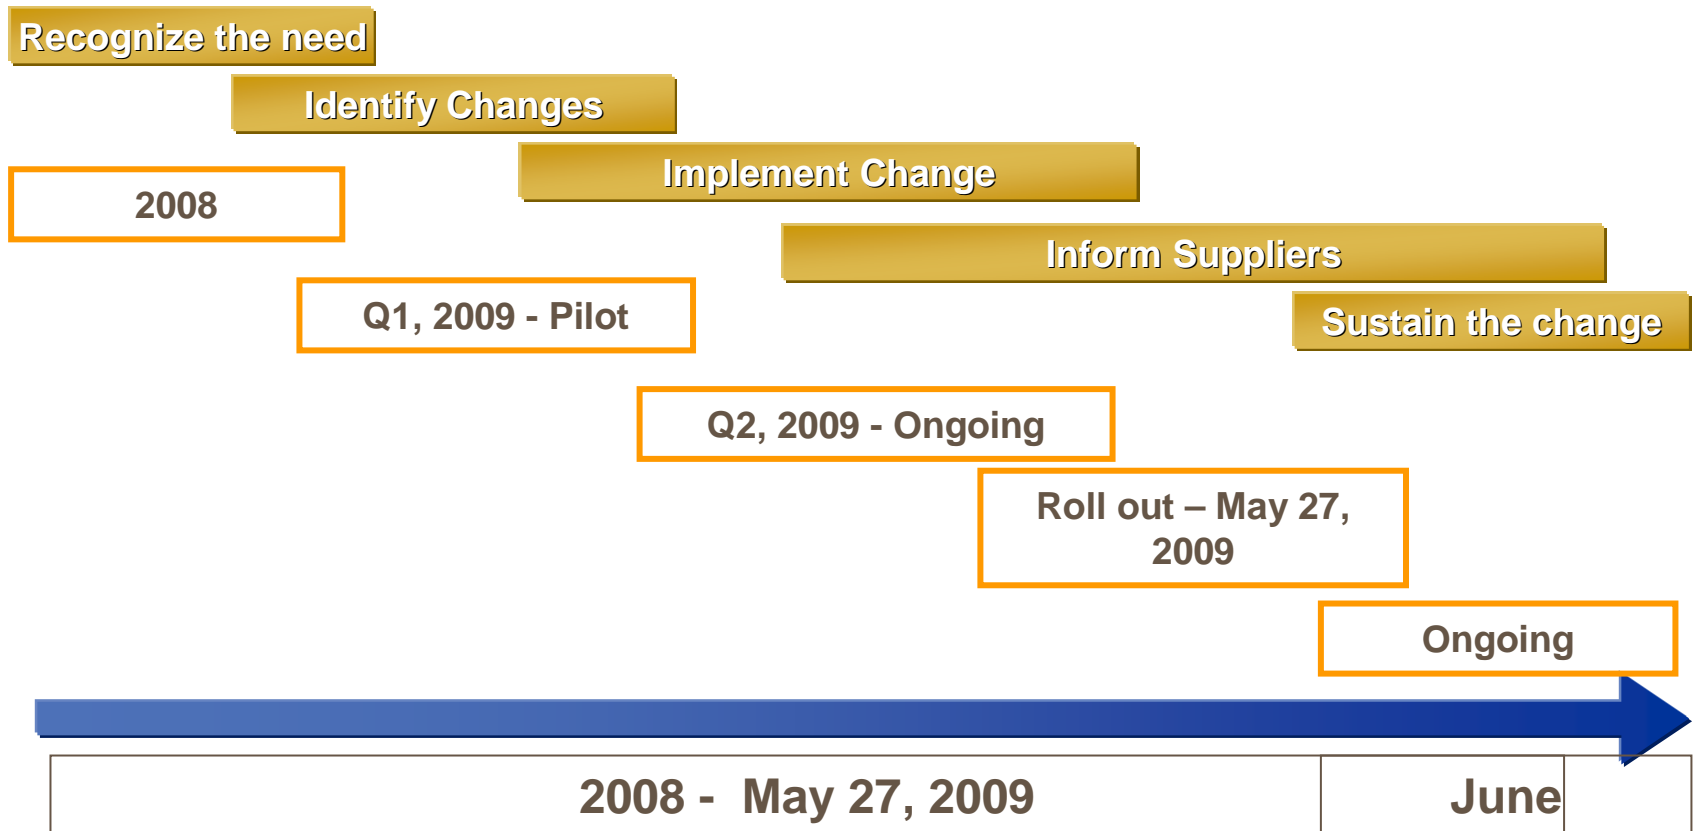 Recognize the need
Identify Changes
Implement Change
2008
Inform Suppliers
Q1, 2009 - Pilot
Sustain the change
Q2, 2009 - Ongoing
Roll out – May 27,
2009
Ongoing
2008 - May 27, 2009
June